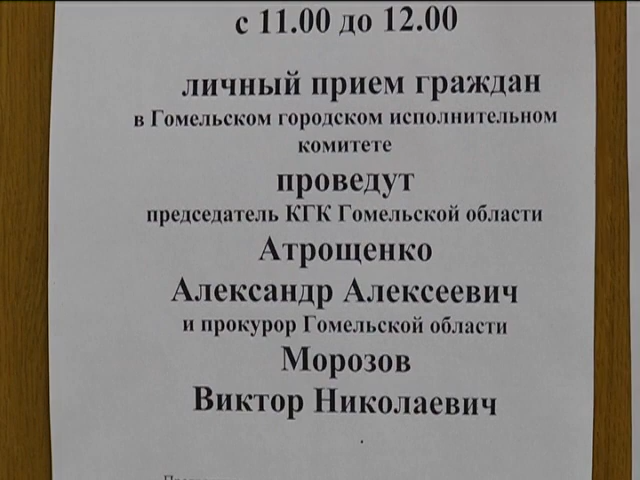 с 11.00 до 12.00
личный прием граждан
в Гомельском городском исполнительном
комитете
проведут
председатель КГК Гомельской области
Атрощенко
Александр Алексеевич
и прокурор Гомельской области
Морозов
Виктор Николаевич